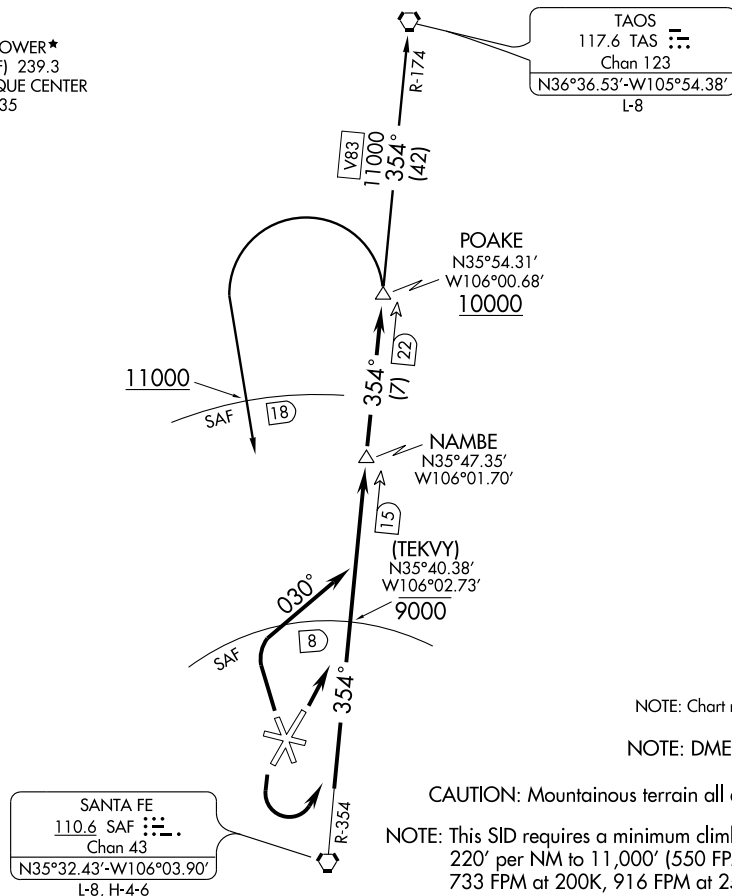 TAOS
117.6 TAS
Chan 123
N36°36.53'-W105°54.38'
L-8
OWER★
F) 239.3
QUE CENTER
35
R-174
V83
11000
354°
(42)
POAKE
N35°54.31'
W106°00.68'
10000
22
354°
(7)
11000
SAF
18
NAMBE
N35°47.35'
W106°01.70'
15
(TEKVY)
N35°40.38'
W106°02.73'
9000
030°
SAF
8
354°
R-354
SANTA FE
110.6 SAF
Chan 43
N35°32.43'-W106°03.90'
L-8, H-4-6
NOTE: Chart n
NOTE: DME
CAUTION: Mountainous terrain all
NOTE: This SID requires a minimum climb
220' per NM to 11,000' (550 FP
733 FPM at 200K, 916 FPM at 25